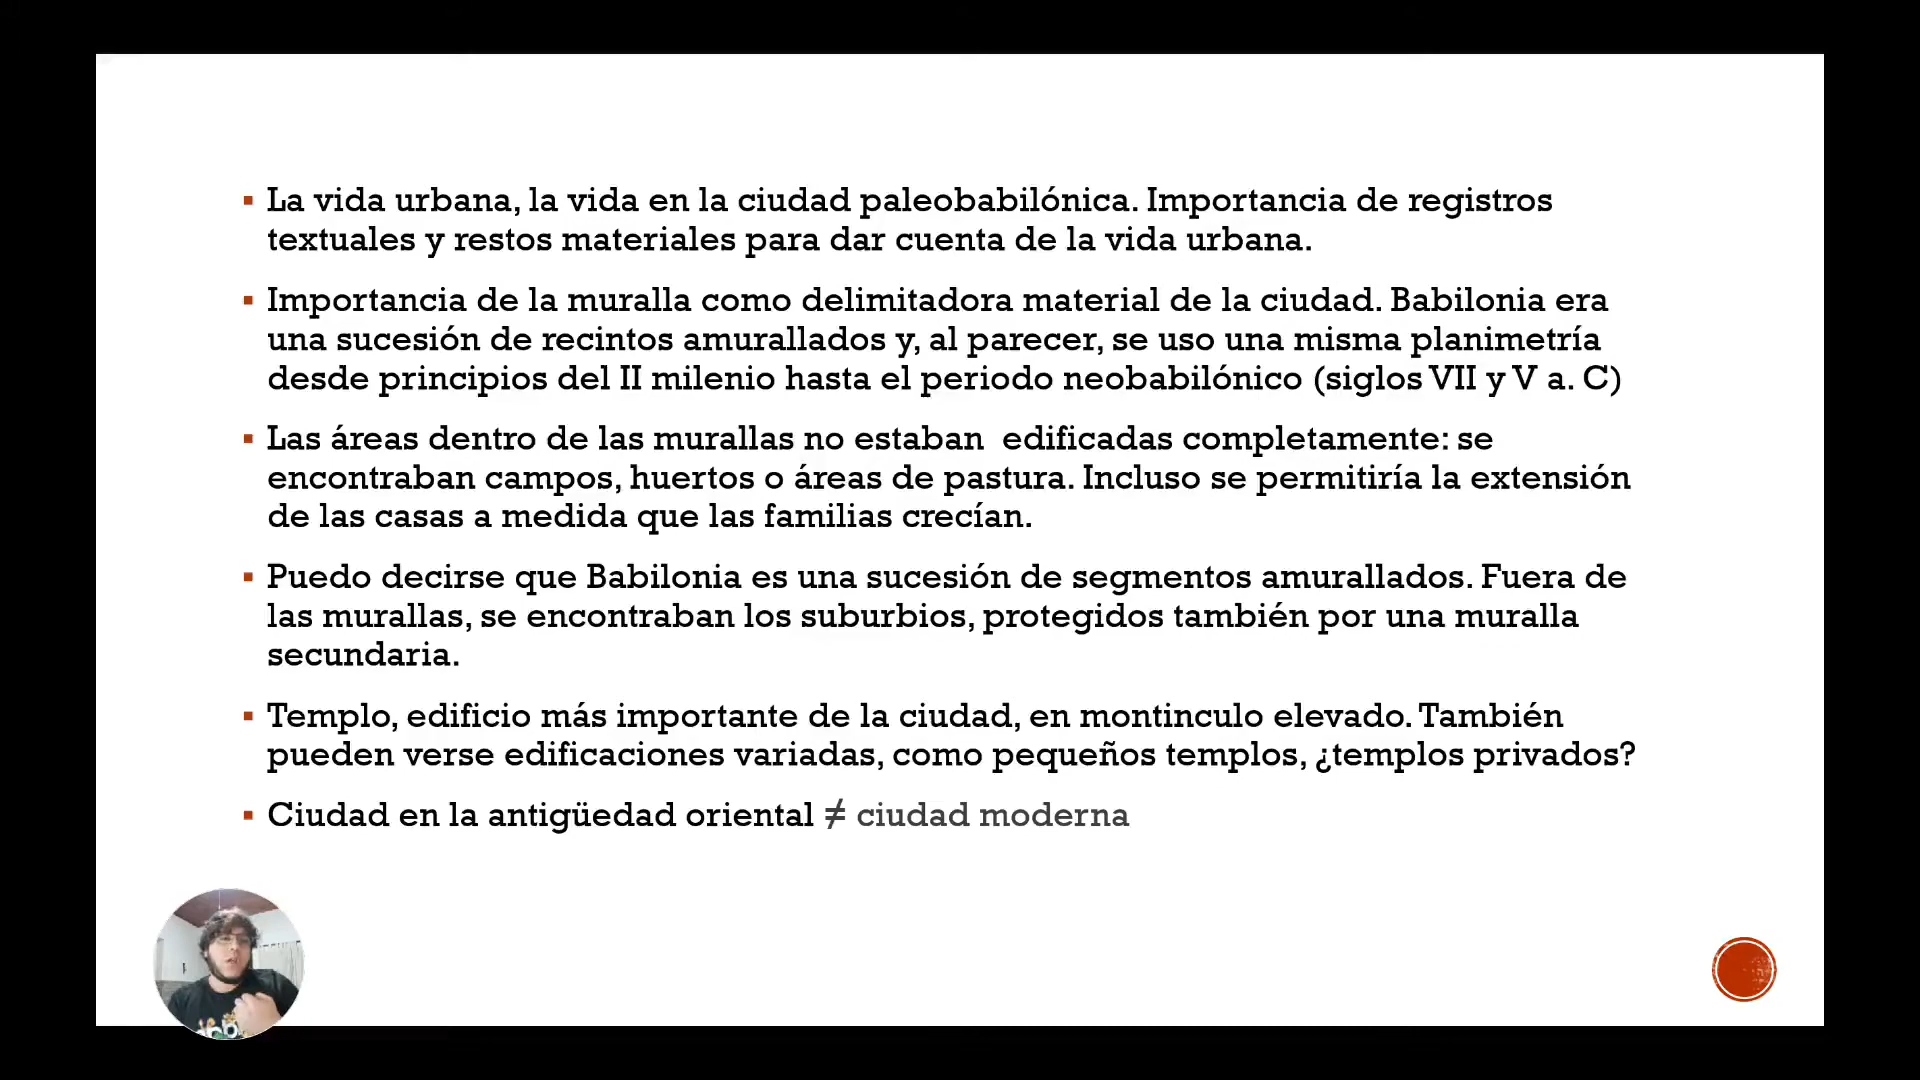 La vida urbana, la vida en la ciudad paleobabilónica. Importancia de registros
textuales y restos materiales para dar cuenta de la vida urbana.
Importancia de la muralla como delimitadora material de la ciudad. Babilonia era
una sucesión de recintos amurallados y, al parecer, se uso una misma planimetría
desde principios del II milenio hasta el periodo neobabilónico (siglos VII y V a. C)
Las áreas dentro de las murallas no estaban edificadas completamente: se
encontraban campos, huertos o áreas de pastura. Incluso se permitiría la extensión
de las casas a medida que las familias crecían.
Puedo decirse que Babilonia es una sucesión de segmentos amurallados. Fuera de
las murallas, se encontraban los suburbios, protegidos también por una muralla
secundaria.
Templo, edificio más importante de la ciudad, en montinculo elevado. También
pueden verse edificaciones variadas, como pequeños templos, ¿templos privados?
Ciudad en la antigüedad oriental ≠ ciudad moderna